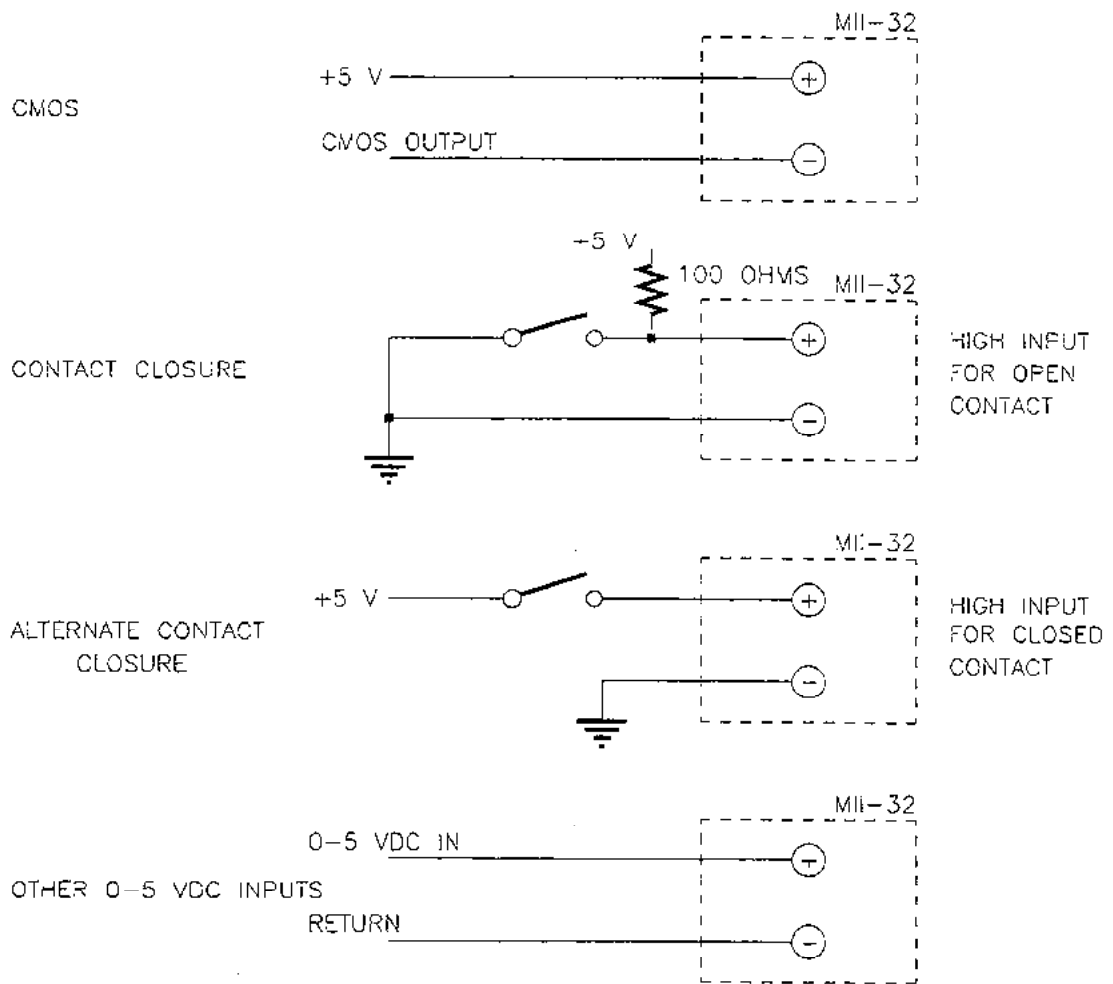 MII-32
+5 V
CMOS
CMOS OUTPUT
+5 V
100 OHMS
MII-32
CONTACT CLOSURE
HIGH INPUT
FOR OPEN
CONTACT
MII-32
+5 V
ALTERNATE CONTACT
CLOSURE
HIGH INPUT
FOR CLOSED
CONTACT
MII-32
0-5 VDC IN
OTHER 0-5 VDC INPUTS
RETURN